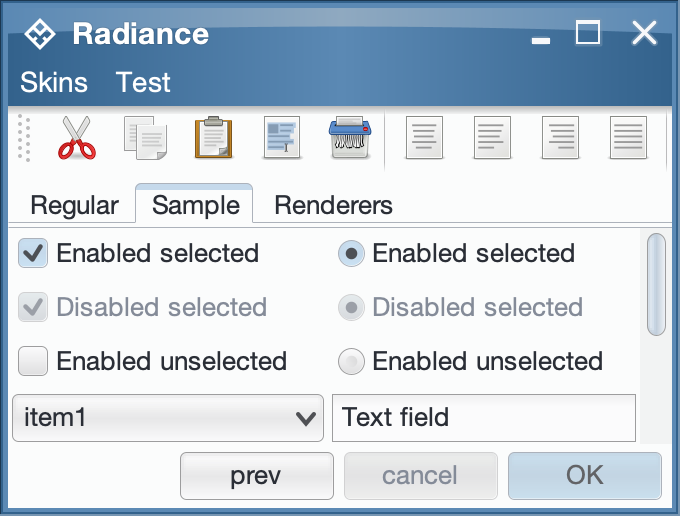 Radiance
Skins Test
Regular Sample Renderers
Enabled selected Enabled selected
Disabled selected Disabled selected
Enabled unselected Enabled unselected
item1 Text field
prev cancel OK